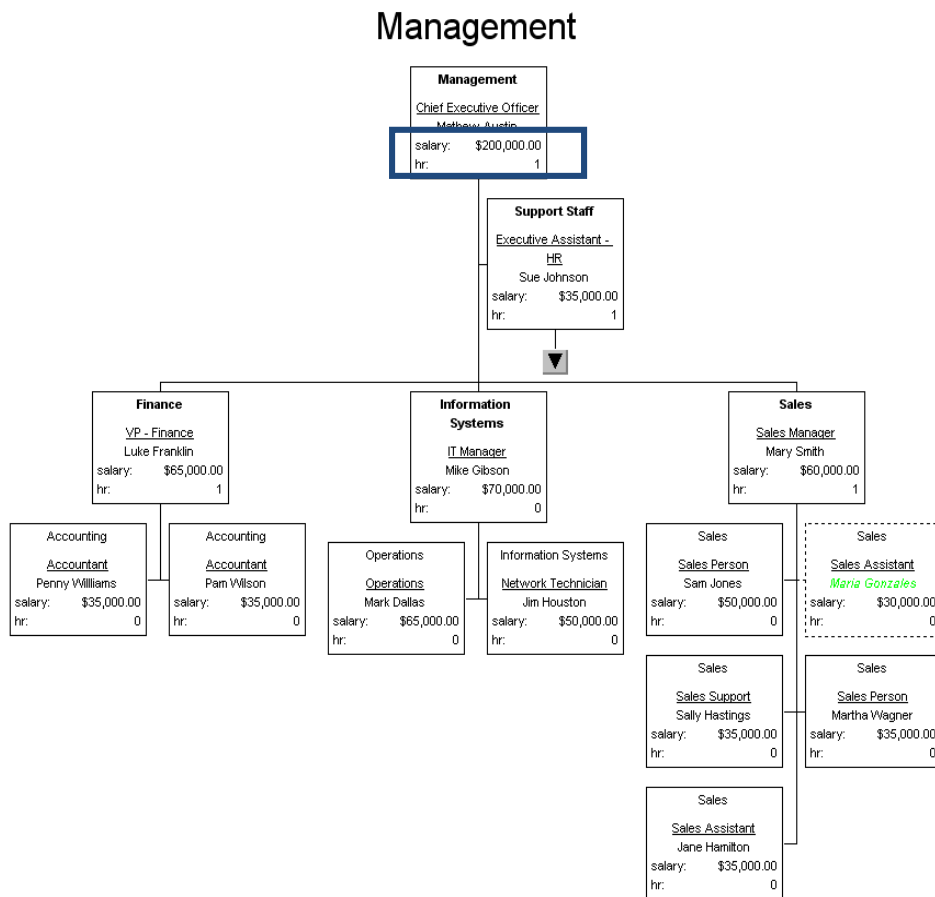 Management
Management
Chief Executive Officer
Mathew Austin
salary: $200,000.00
hr: 1
Support Staff
Executive Assistant -
HR
Sue Johnson
salary: $35,000.00
hr: 1
Finance
VP - Finance
Luke Franklin
salary: $65,000.00
hr: 1
Information
Systems
IT Manager
Mike Gibson
salary: $70,000.00
hr: 0
Sales
Sales Manager
Mary Smith
salary: $60,000.00
hr: 1
Accounting
Accountant
Penny Willliams
salary: $35,000.00
hr: 0
Accounting
Accountant
Pam Wilson
salary: $35,000.00
hr: 0
Operations
Operations
Mark Dallas
salary: $65,000.00
hr: 0
Information Systems
Network Technician
Jim Houston
salary: $50,000.00
hr: 0
Sales
Sales Person
Sam Jones
salary: $50,000.00
hr: 0
Sales
Sales Assistant
Maria Gonzales
salary: $30,000.00
hr: 0
Sales
Sales Support
Sally Hastings
salary: $35,000.00
hr: 0
Sales
Sales Person
Martha Wagner
salary: $35,000.00
hr: 0
Sales
Sales Assistant
Jane Hamilton
salary: $35,000.00
hr: 0